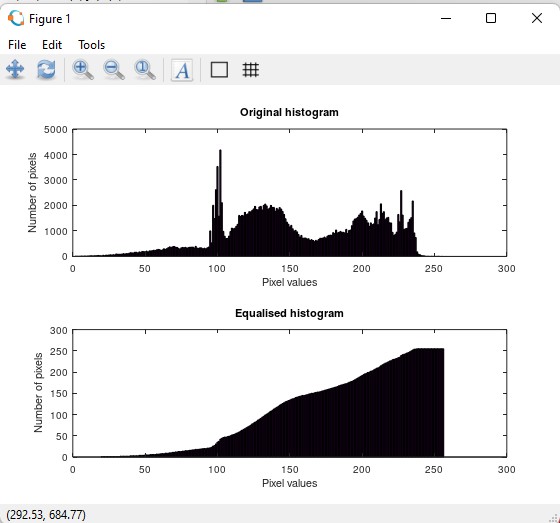 Figure 1
File Edit Tools
A
Original histogram
Number of pixels
5000
4000
3000
2000
1000
0
0 50 100 150 200 250 300
Pixel values
Equalised histogram
Number of pixels
300
250
200
150
100
50
0
0 50 100 150 200 250 300
Pixel values
(292.53, 684.77)